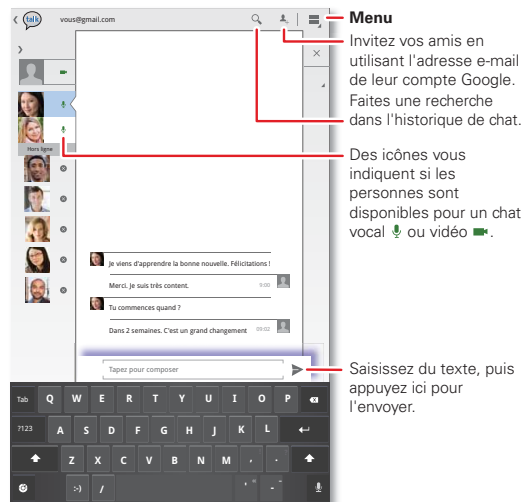 talk
vous@gmail.com
Hors ligne
Je viens d'apprendre la bonne nouvelle. Félicitations !
Merci. Je suis très content.
9:00
Tu commences quand ?
Dans 2 semaines. C'est un grand changement
09:02
Tapez pour composer
Tab Q W E R T Y U I O P
?123 A S D F G H J K L
Z X C V B N M , .
:-) / ' " - _
Menu
Invitez vos amis en
utilisant l'adresse e-mail
de leur compte Google.
Faites une recherche
dans l'historique de chat.
Des icônes vous
indiquent si les
personnes sont
disponibles pour un chat
vocal ou vidéo .
Saisissez du texte, puis
appuyez ici pour
l'envoyer.